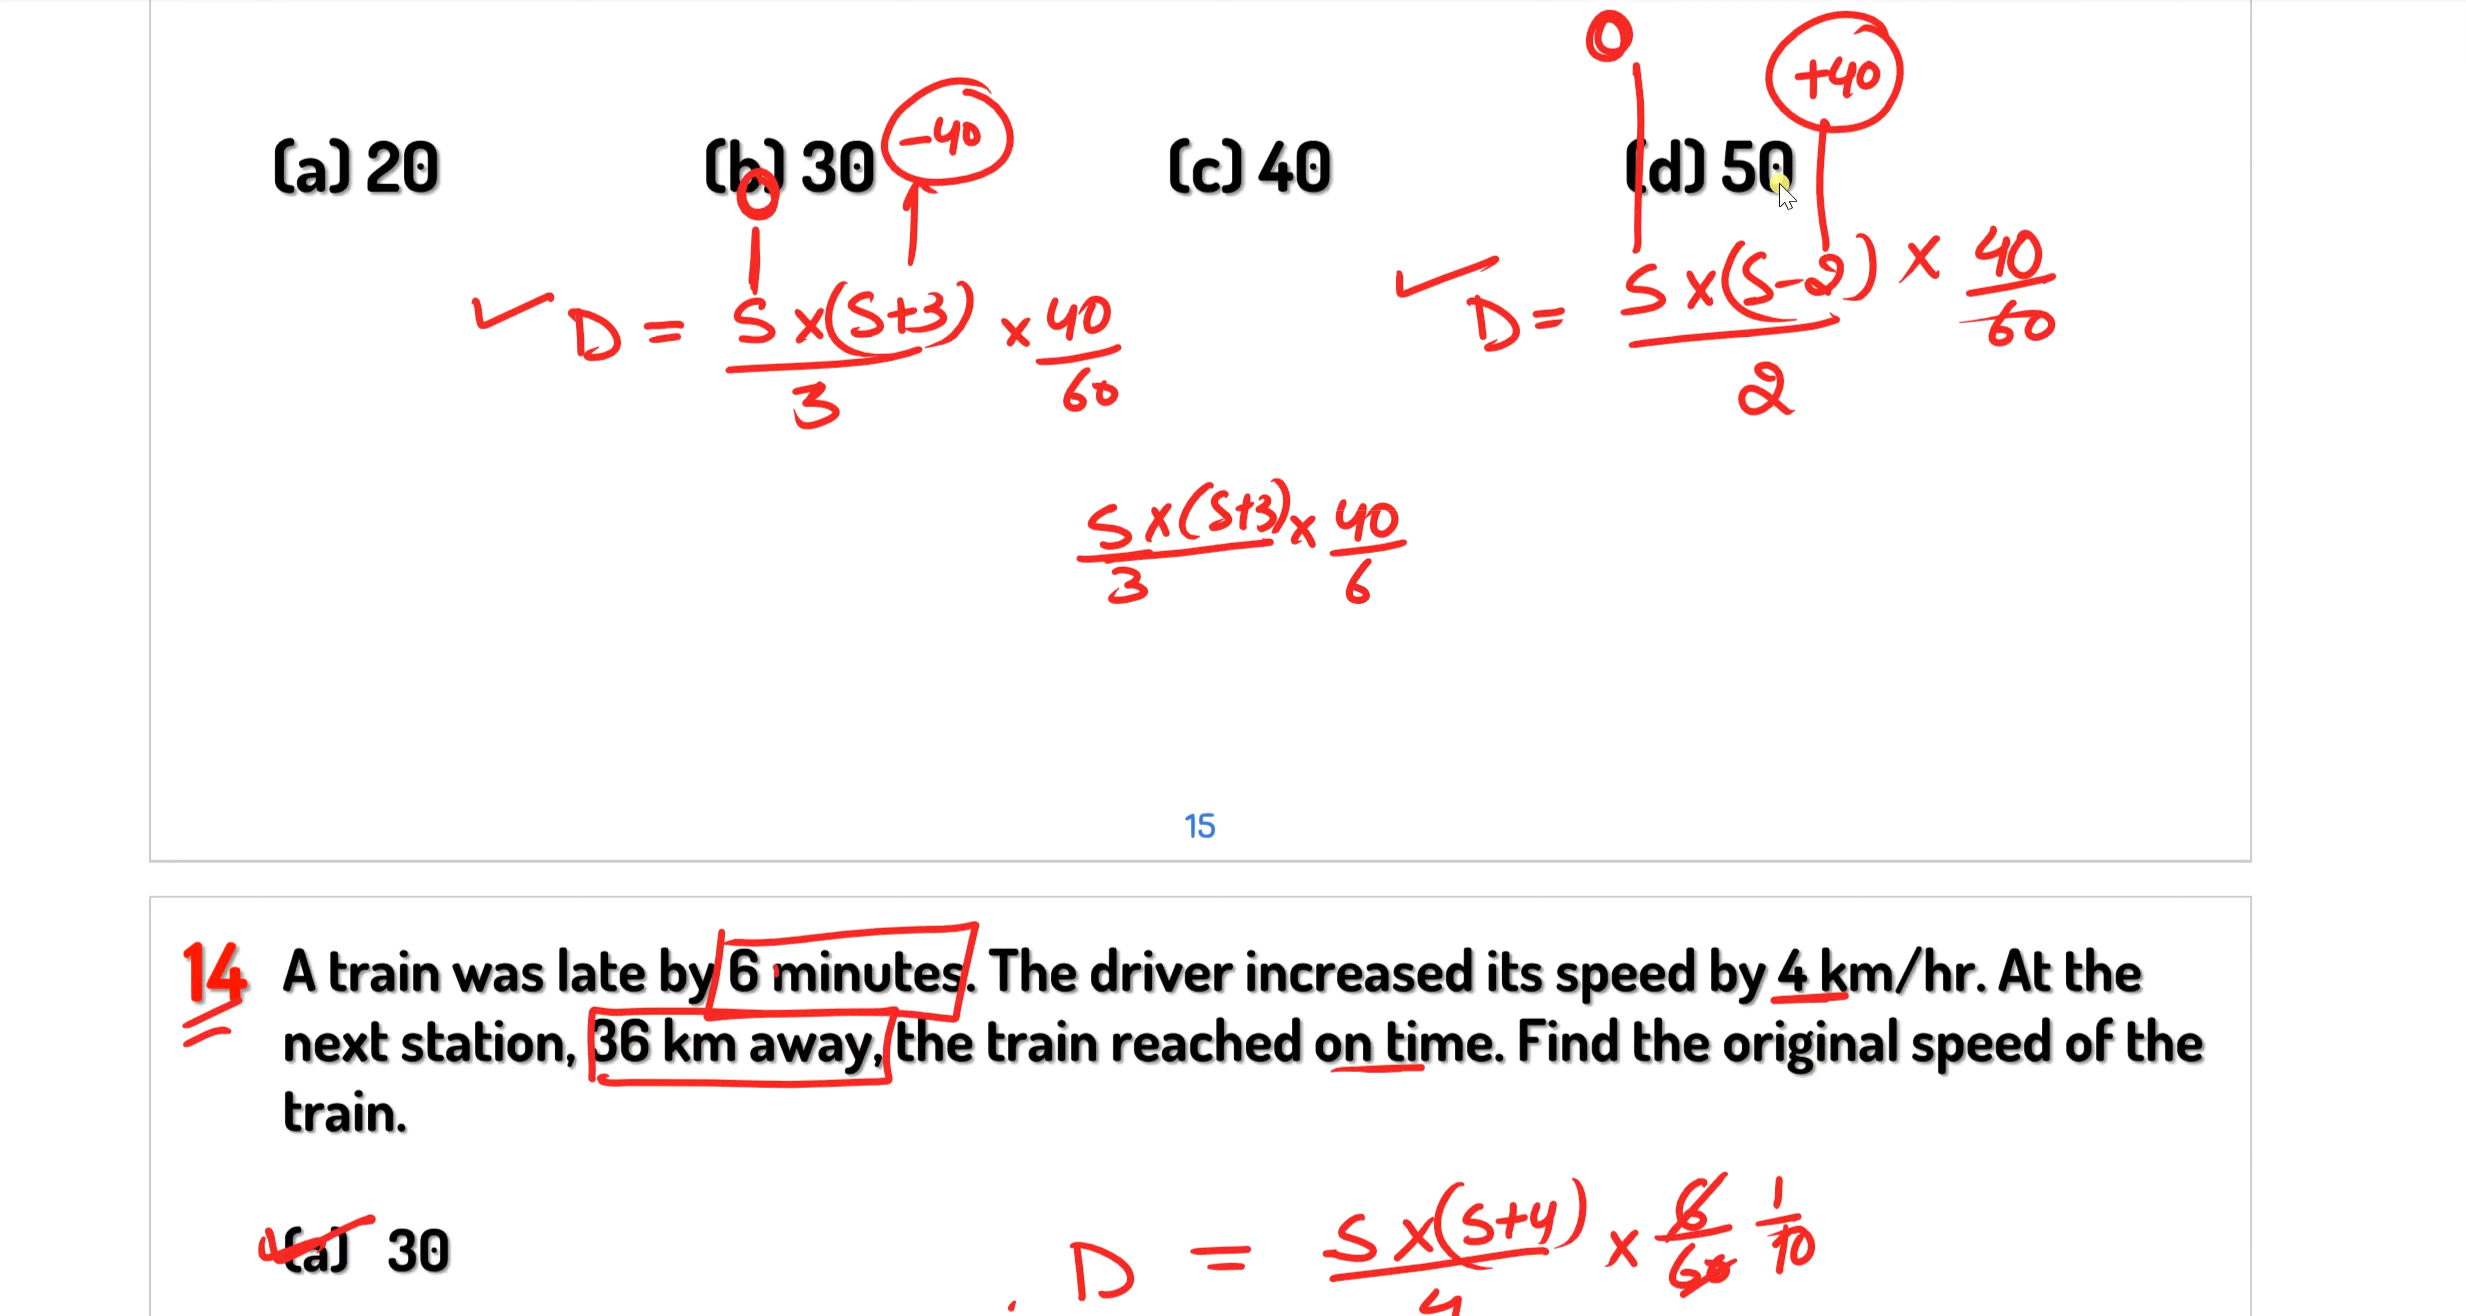 0 +40
-40
(a) 20 (b) 30 (c) 40 (d) 50
0
D = S x (S+3) / 3 x 40/60 D = S x (S-2) / 2 x 40/60
S x (S+3) / 3 x 40/6
15
14 A train was late by 6 minutes. The driver increased its speed by 4 km/hr. At the
next station, 36 km away, the train reached on time. Find the original speed of the
train.
(a) 30 D = S x (S+4) / 4 x 6/60 1/10